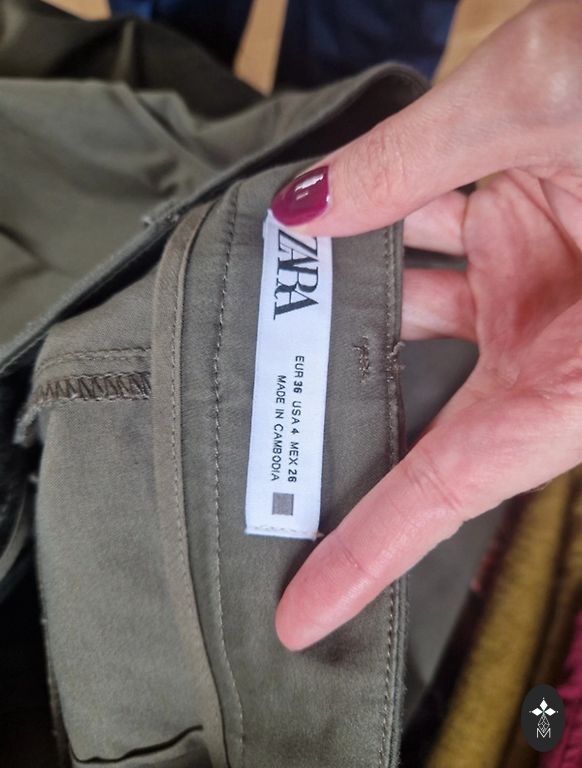 ZARA
EUR 36 USA 4 MEX 26
MADE IN CAMBODIA
M